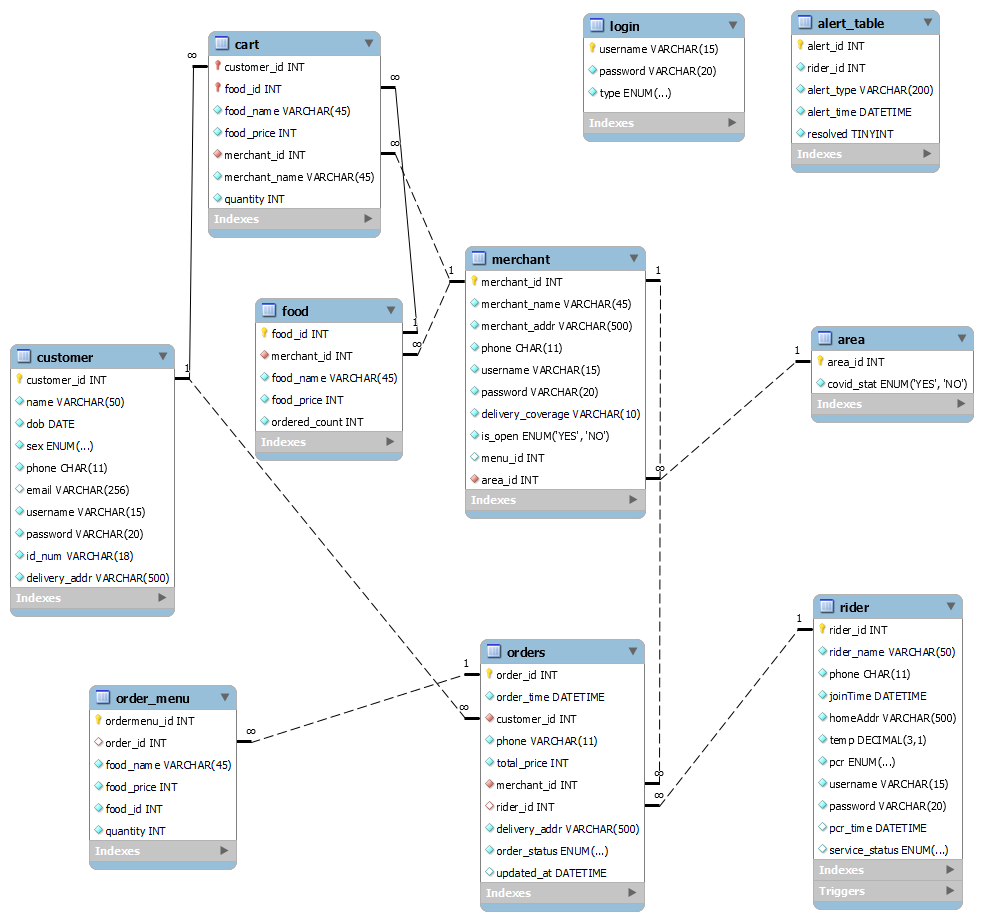 cart
customer_id INT
food_id INT
food_name VARCHAR(45)
food_price INT
merchant_id INT
merchant_name VARCHAR(45)
quantity INT
Indexes
login
username VARCHAR(15)
password VARCHAR(20)
type ENUM(...)
Indexes
alert_table
alert_id INT
rider_id INT
alert_type VARCHAR(200)
alert_time DATETIME
resolved TINYINT
Indexes
customer
customer_id INT
name VARCHAR(50)
dob DATE
sex ENUM(...)
phone CHAR(11)
email VARCHAR(256)
username VARCHAR(15)
password VARCHAR(20)
id_num VARCHAR(18)
delivery_addr VARCHAR(500)
Indexes
food
food_id INT
merchant_id INT
food_name VARCHAR(45)
food_price INT
ordered_count INT
Indexes
merchant
merchant_id INT
merchant_name VARCHAR(45)
merchant_addr VARCHAR(500)
phone CHAR(11)
username VARCHAR(15)
password VARCHAR(20)
delivery_coverage VARCHAR(10)
is_open ENUM('YES', 'NO')
menu_id INT
area_id INT
Indexes
area
area_id INT
covid_stat ENUM('YES', 'NO')
Indexes
order_menu
ordermenu_id INT
order_id INT
food_name VARCHAR(45)
food_price INT
food_id INT
quantity INT
Indexes
orders
order_id INT
order_time DATETIME
customer_id INT
phone VARCHAR(11)
total_price INT
merchant_id INT
rider_id INT
delivery_addr VARCHAR(500)
order_status ENUM(...)
updated_at DATETIME
Indexes
rider
rider_id INT
rider_name VARCHAR(50)
phone CHAR(11)
joinTime DATETIME
homeAddr VARCHAR(500)
temp DECIMAL(3,1)
pcr ENUM(...)
username VARCHAR(15)
password VARCHAR(20)
pcr_time DATETIME
service_status ENUM(...)
Indexes
Triggers
∞
∞
∞
1
1
∞
1
1
1
∞
1
∞
∞
∞
1
∞
1